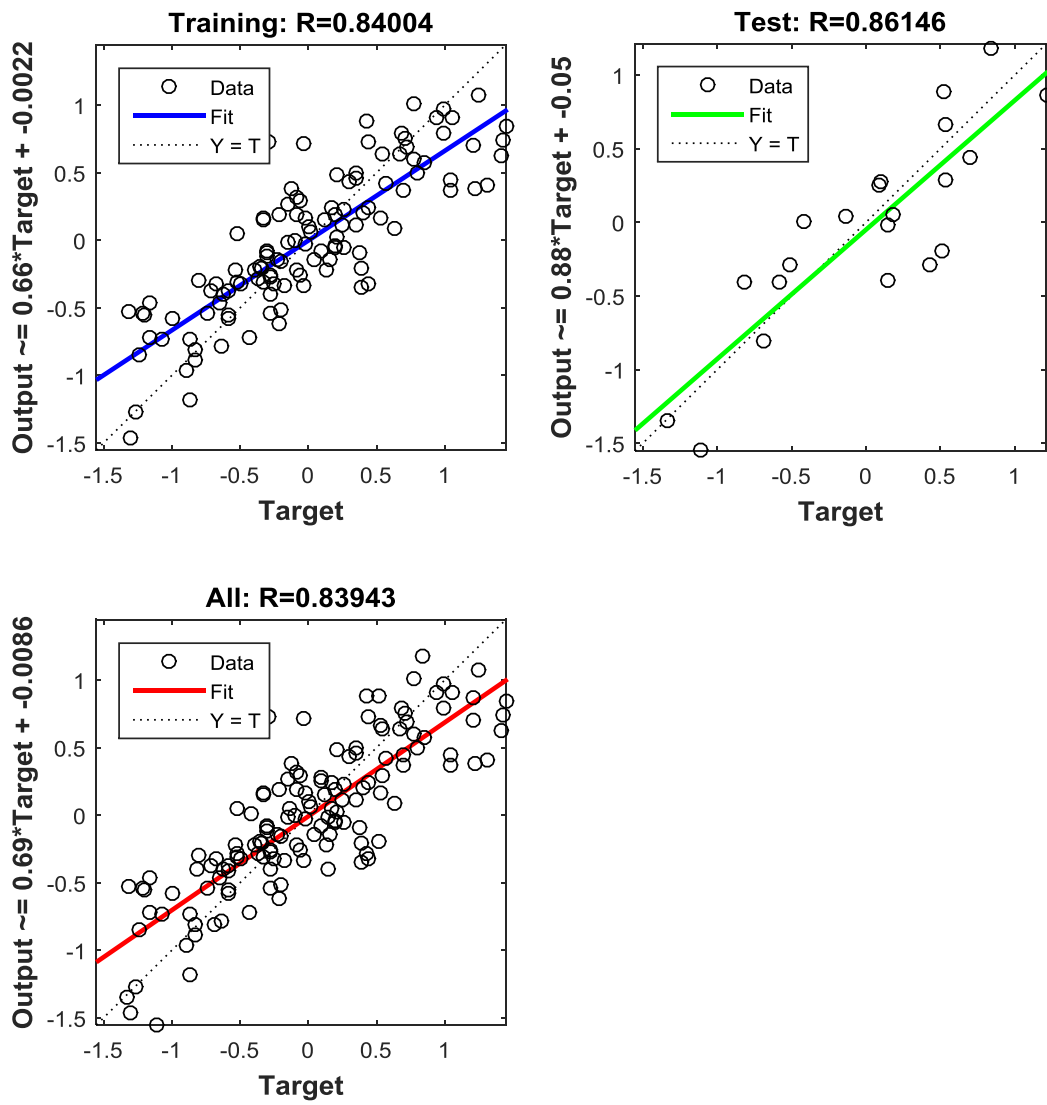 Training: R=0.84004
Output ~= 0.66*Target + -0.0022
Data
Fit
Y = T
1
0.5
0
-0.5
-1
-1.5
-1.5 -1 -0.5 0 0.5 1
Target
Test: R=0.86146
Output ~= 0.88*Target + -0.05
Data
Fit
Y = T
1
0.5
0
-0.5
-1
-1.5
-1.5 -1 -0.5 0 0.5 1
Target
All: R=0.83943
Output ~= 0.69*Target + -0.0086
Data
Fit
Y = T
1
0.5
0
-0.5
-1
-1.5
-1.5 -1 -0.5 0 0.5 1
Target